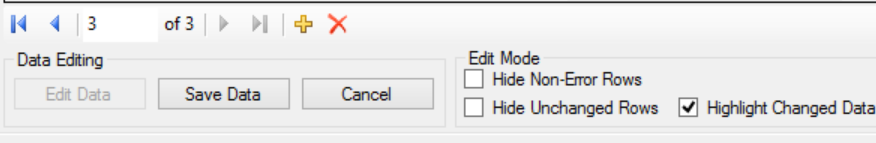 3 of 3
Data Editing
Edit Data Save Data Cancel
Edit Mode
Hide Non-Error Rows
Hide Unchanged Rows Highlight Changed Data